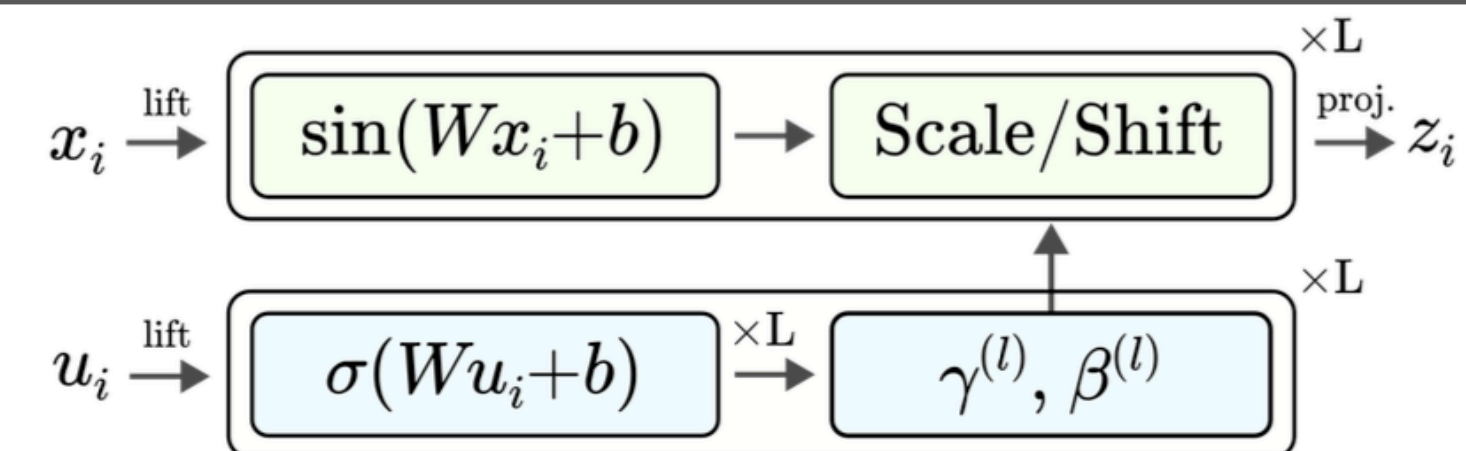 ×L
x_i lift sin(Wx_i+b) Scale/Shift proj. z_i
×L
u_i lift σ(Wu_i+b) ×L γ^(l), β^(l)